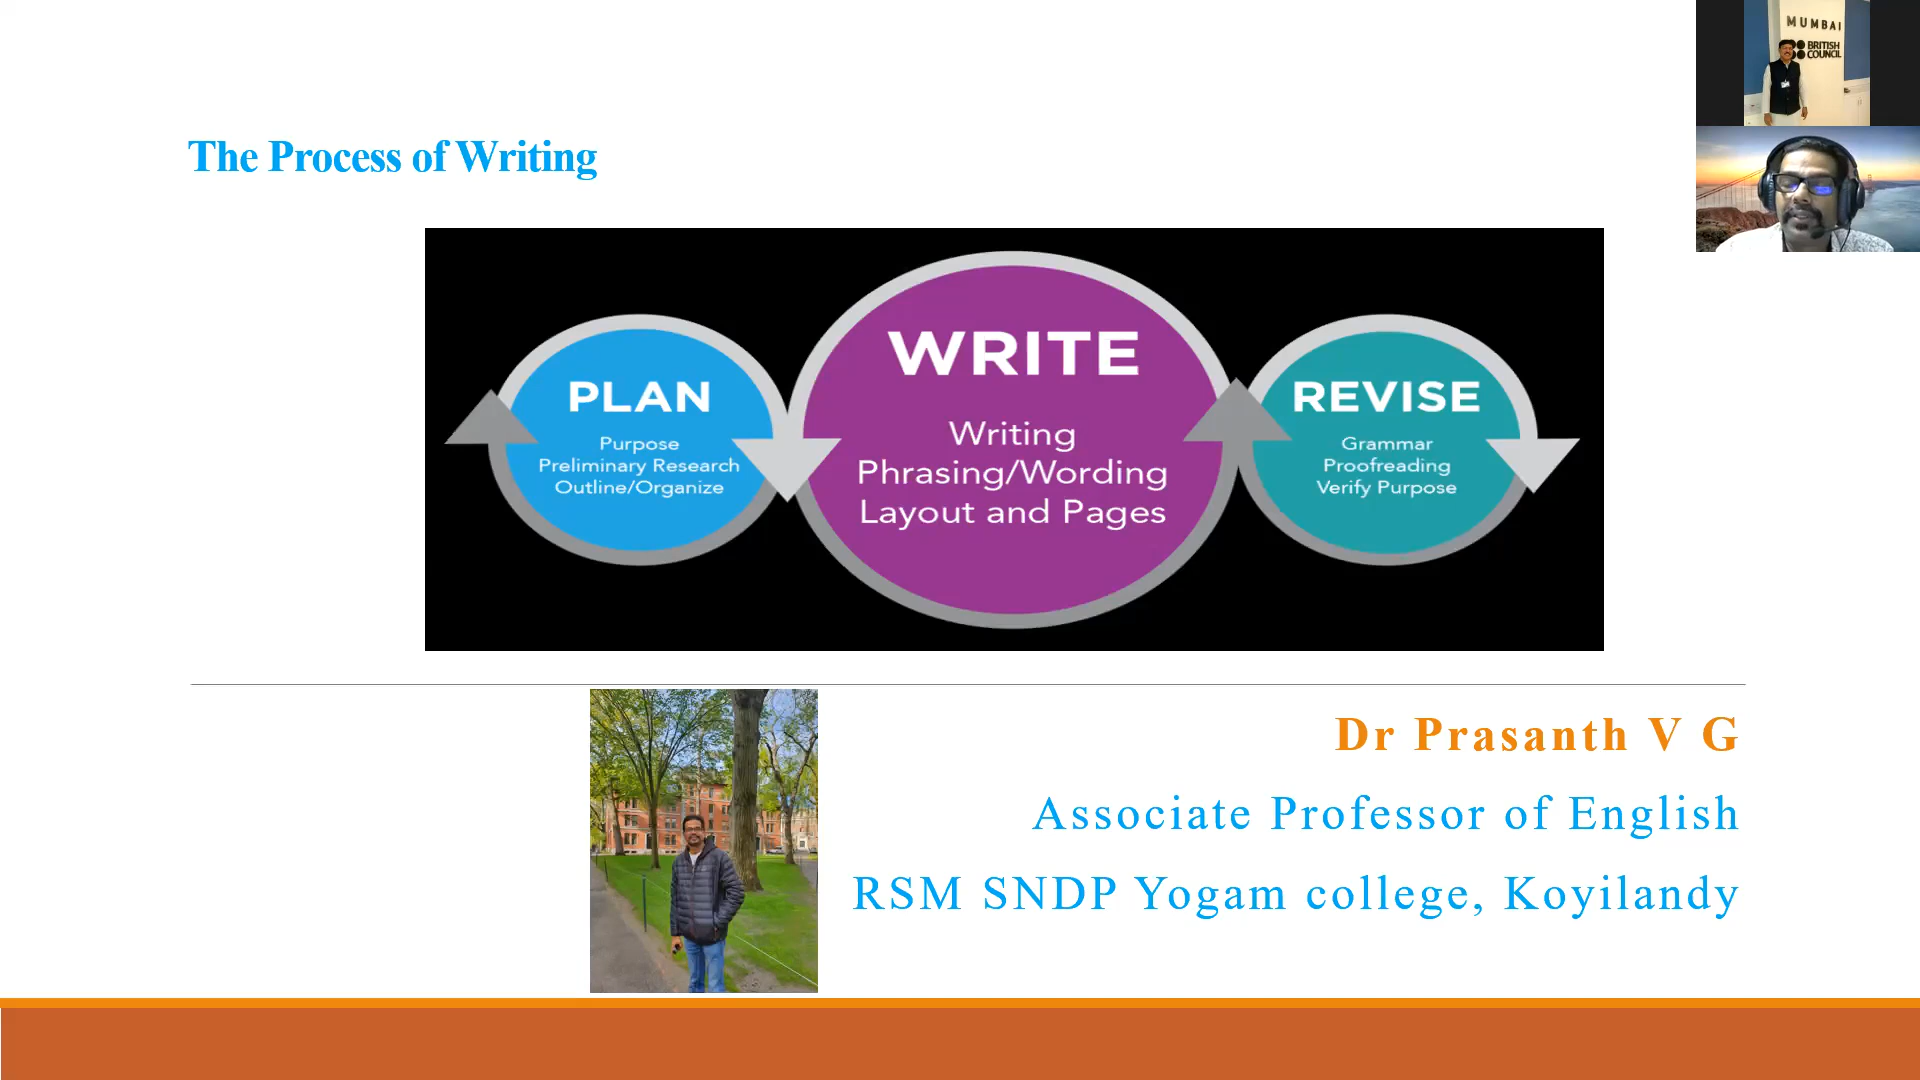 MUMBAI
BRITISH
COUNCIL
The Process of Writing
PLAN
Purpose
Preliminary Research
Outline/Organize
WRITE
Writing
Phrasing/Wording
Layout and Pages
REVISE
Grammar
Proofreading
Verify Purpose
Dr Prasanth V G
Associate Professor of English
RSM SNDP Yogam college, Koyilandy